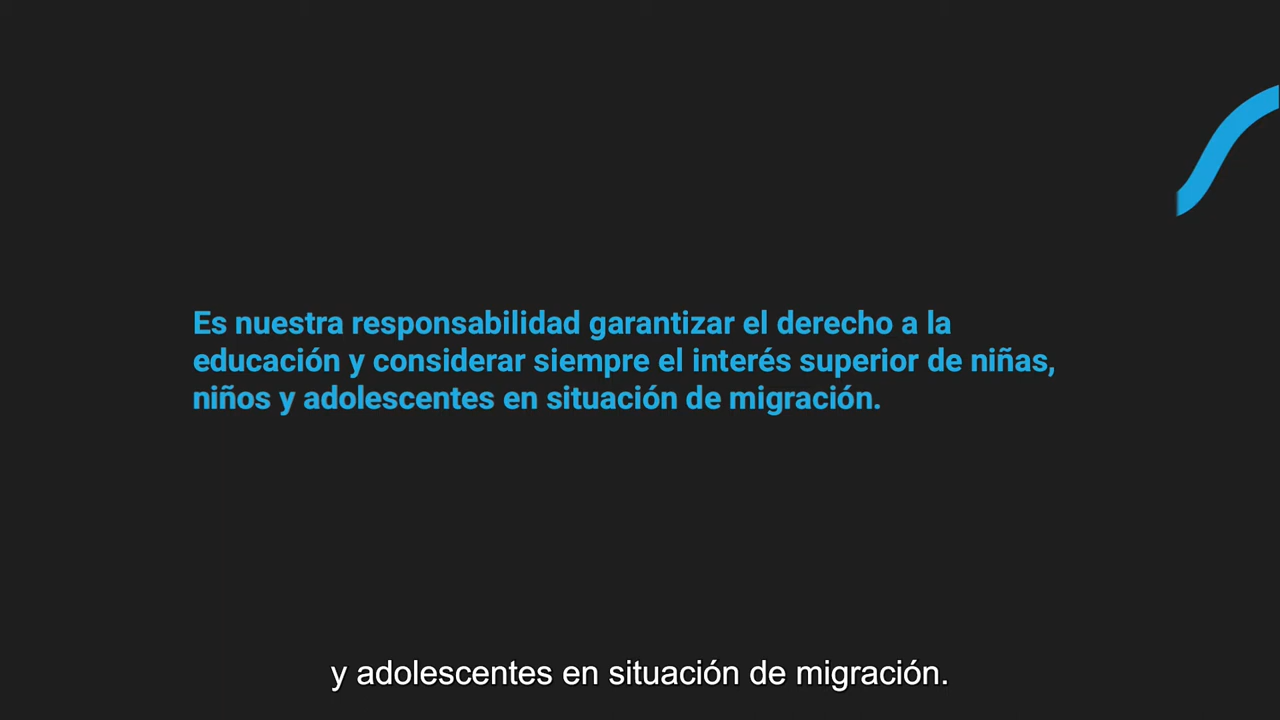 Es nuestra responsabilidad garantizar el derecho a la
educación y considerar siempre el interés superior de niñas,
niños y adolescentes en situación de migración.
y adolescentes en situación de migración.